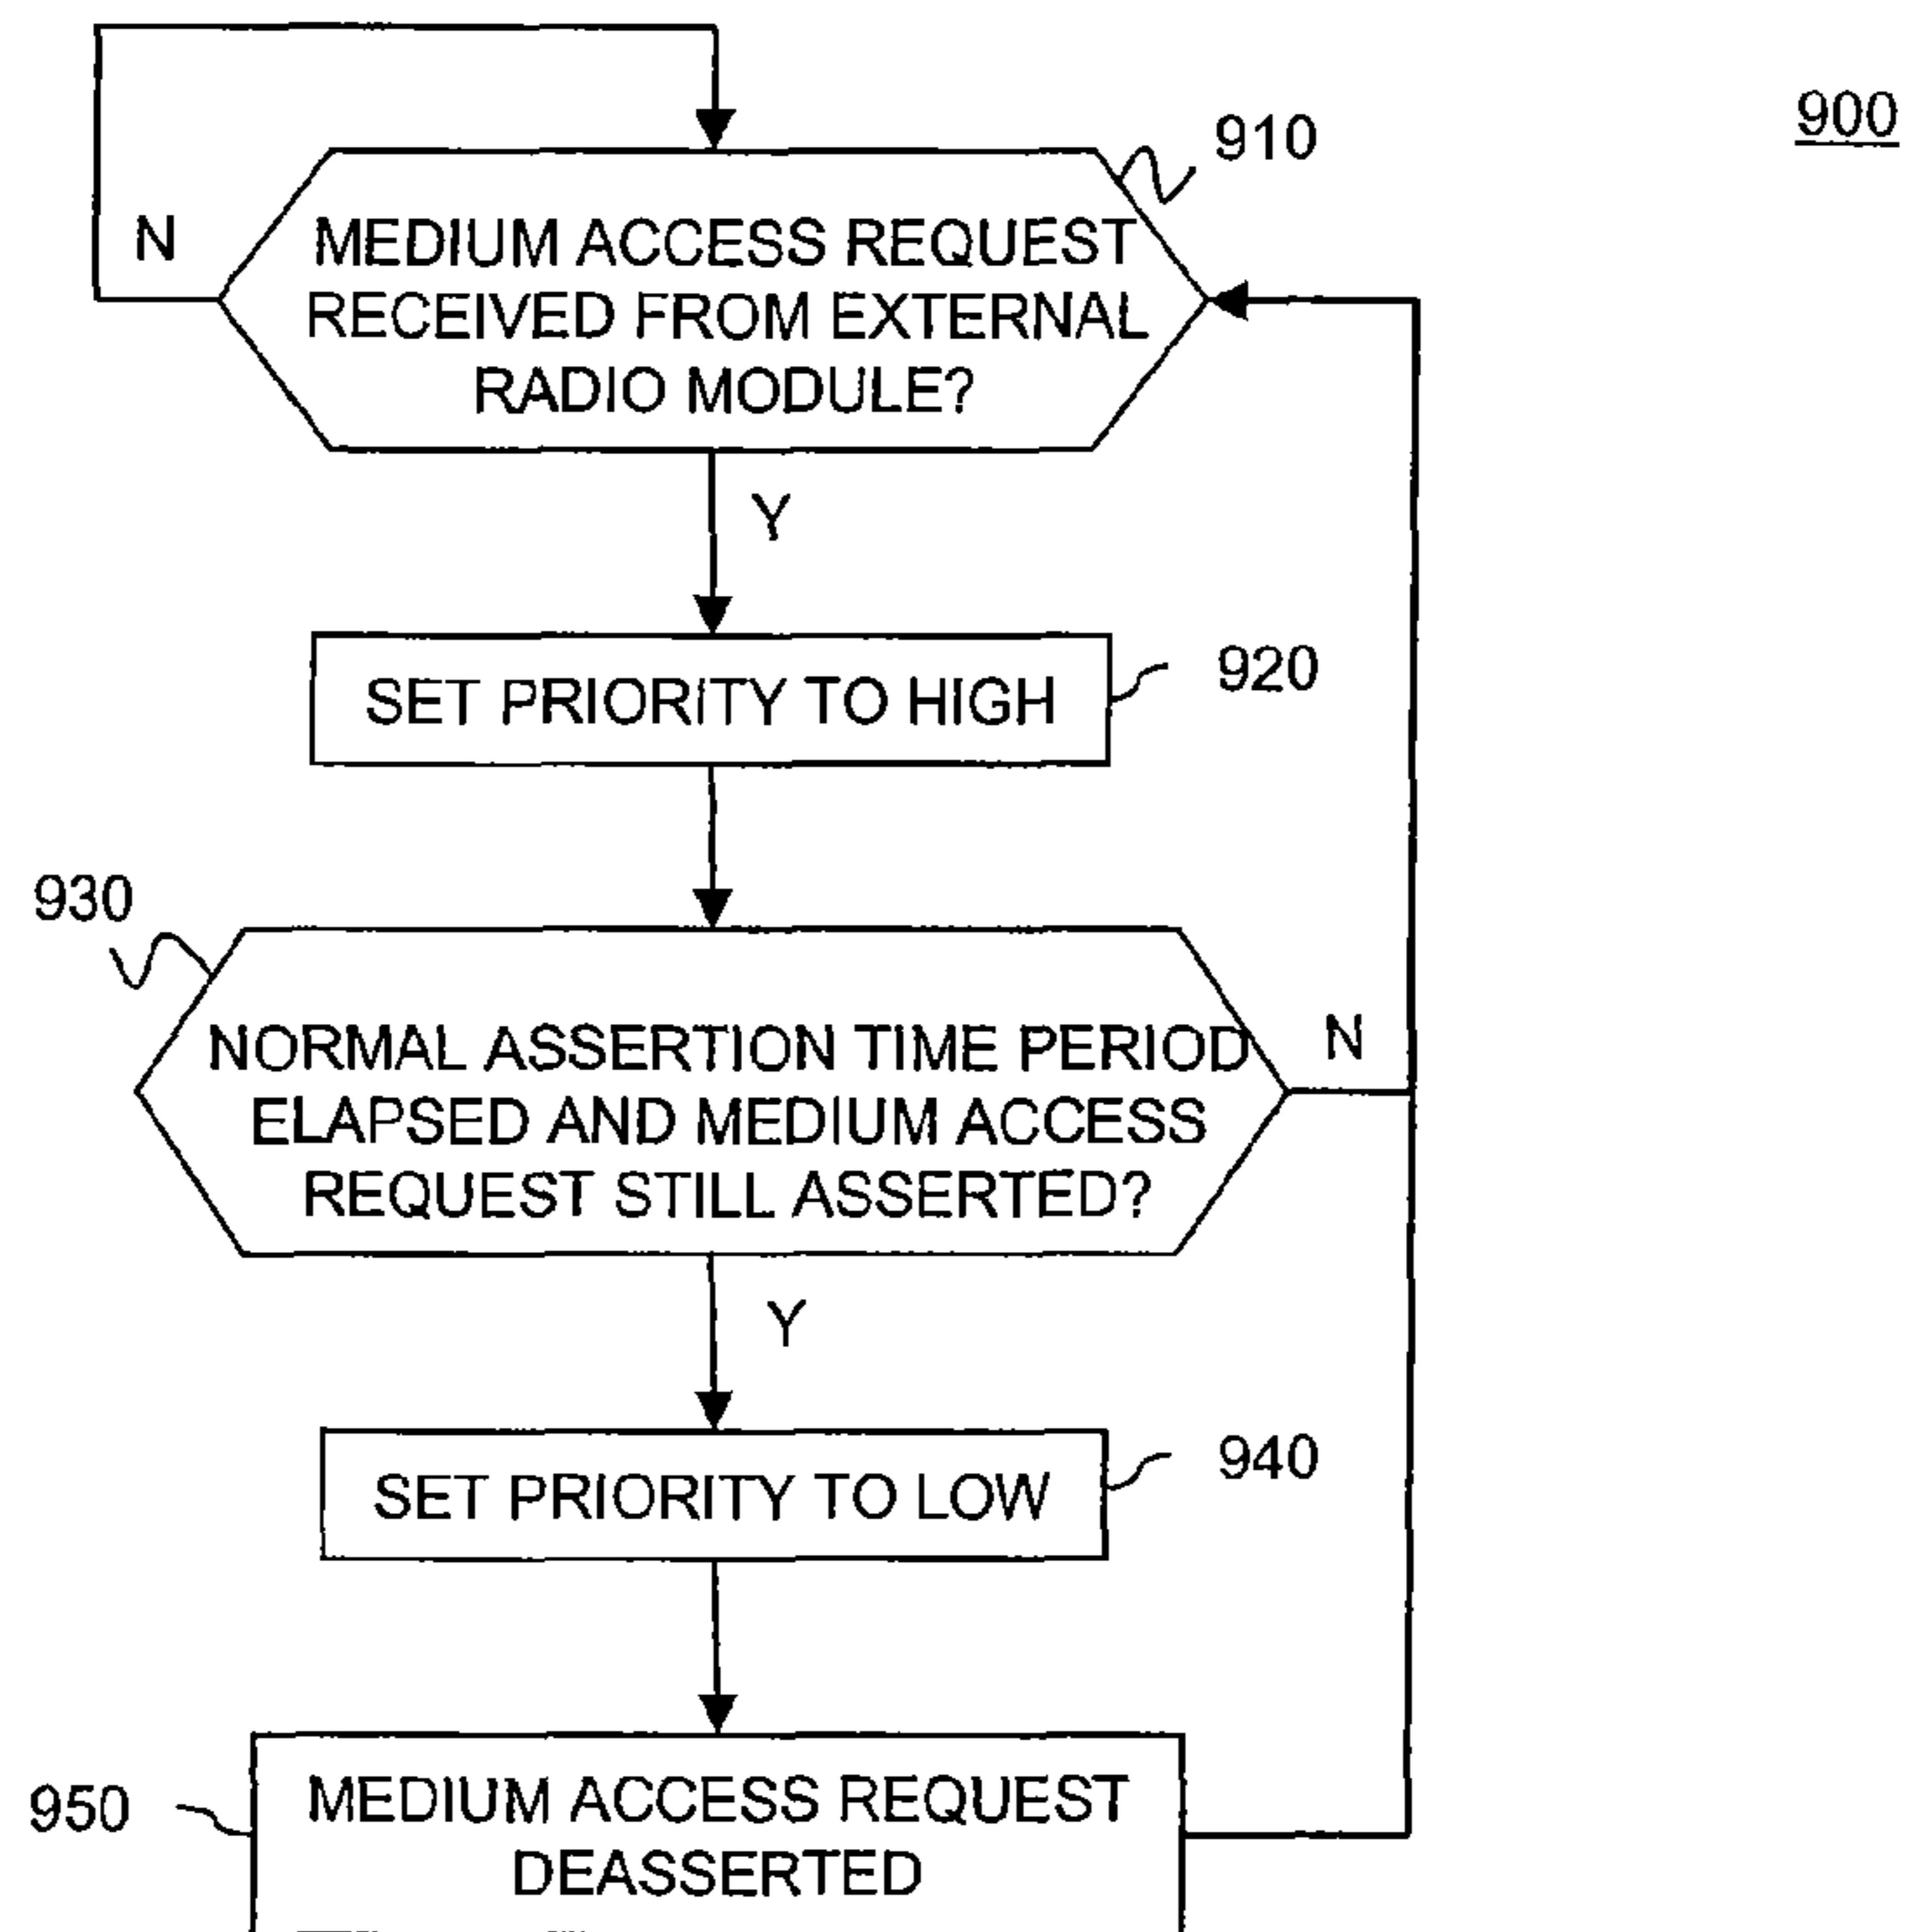 900
910
N
MEDIUM ACCESS REQUEST
RECEIVED FROM EXTERNAL
RADIO MODULE?
Y
SET PRIORITY TO HIGH
920
930
NORMAL ASSERTION TIME PERIOD
ELAPSED AND MEDIUM ACCESS
REQUEST STILL ASSERTED?
N
Y
SET PRIORITY TO LOW
940
950
MEDIUM ACCESS REQUEST
DEASSERTED